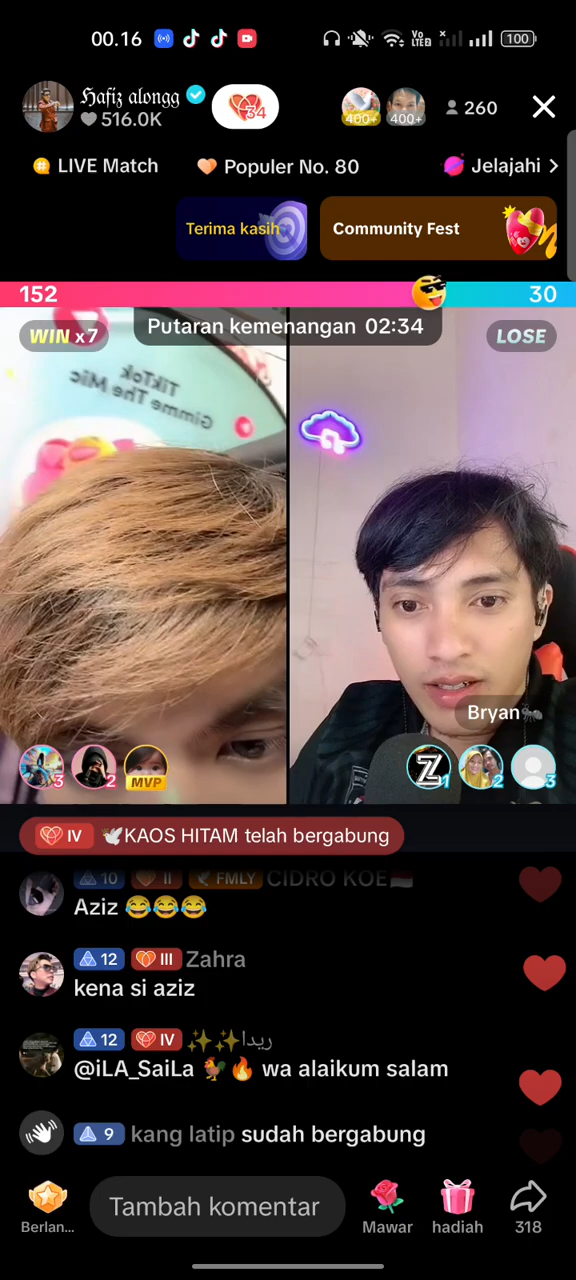 00.16
Vo
LTE2
100
Hafiz alongg
516.0K
34
400+
400+
260
LIVE Match
Populer No. 80
Jelajahi
Terima kasih
Community Fest
152
30
WIN x7
Putaran kemenangan 02:34
LOSE
TikTok
Gimme The Mic
Bryan🐜
3
2
MVP
Z
1
2
3
IV 🕊KAOS HITAM telah bergabung
10 II FMLY CIDRO KOE🇮🇩
Aziz 😂😂😂
12 III Zahra
kena si aziz
12 IV ✨✨ريدا
@iLA_SaiLa 🐓🔥 wa alaikum salam
9 kang latip sudah bergabung
Berlan...
Tambah komentar
Mawar
hadiah
318